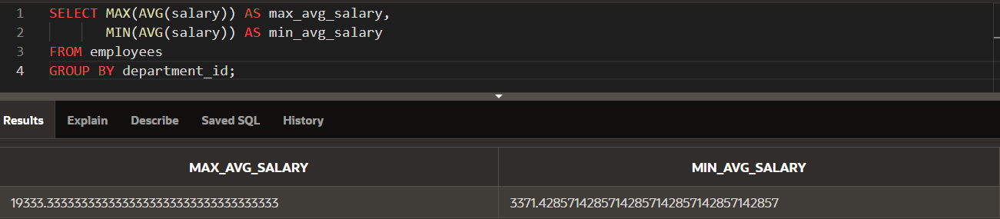 1 SELECT MAX(AVG(salary)) AS max_avg_salary,
2 MIN(AVG(salary)) AS min_avg_salary
3 FROM employees
4 GROUP BY department_id;
Results Explain Describe Saved SQL History
MAX_AVG_SALARY MIN_AVG_SALARY
19333.3333333333333333333333333333333333 3371.42857142857142857142857142857142857